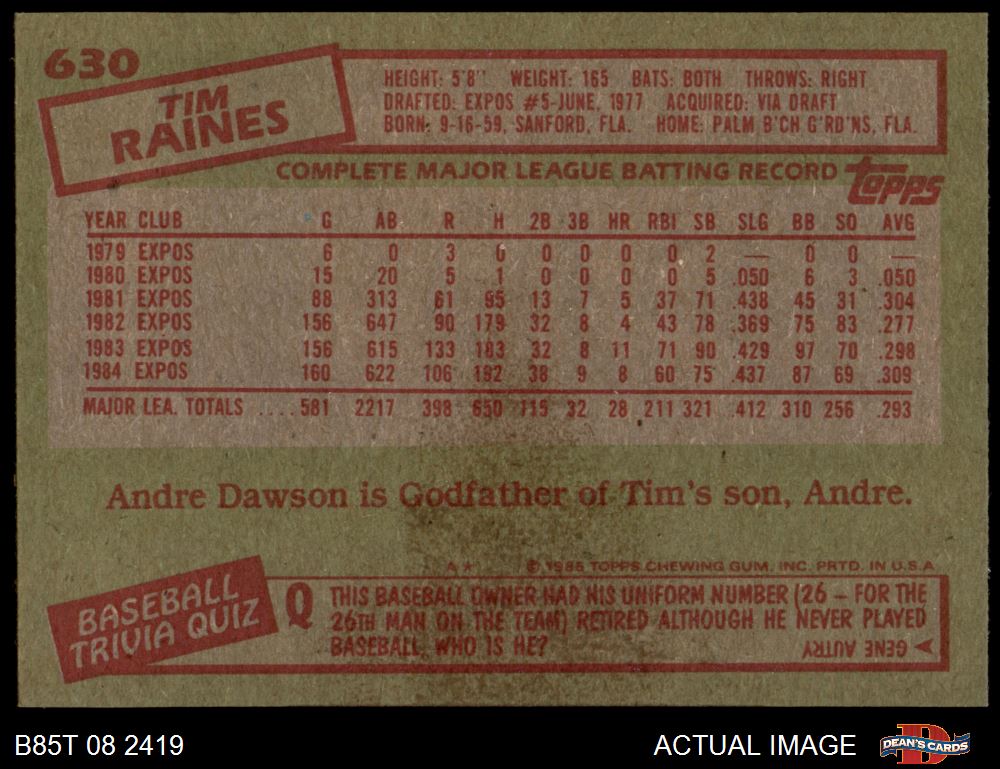 630
TIM
RAINES
HEIGHT: 5'8" WEIGHT: 165 BATS: BOTH THROWS: RIGHT
DRAFTED: EXPOS #5-JUNE, 1977 ACQUIRED: VIA DRAFT
BORN: 9-16-59, SANFORD, FLA. HOME: PALM B'CH G'RD'NS, FLA.
COMPLETE MAJOR LEAGUE BATTING RECORD topps
YEAR CLUB G AB R H 2B 3B HR RBI SB SLG BB SO AVG
1979 EXPOS 6 0 3 0 0 0 0 0 2 — 0 0 —
1980 EXPOS 15 20 5 1 0 0 0 0 5 .050 6 3 .050
1981 EXPOS 88 313 61 95 13 7 5 37 71 .438 45 31 .304
1982 EXPOS 156 647 90 179 32 8 4 43 78 .369 75 83 .277
1983 EXPOS 156 615 133 183 32 8 11 71 90 .429 97 70 .298
1984 EXPOS 160 622 106 192 38 9 8 60 75 .437 87 69 .309
MAJOR LEA. TOTALS .... 581 2217 398 650 115 32 28 211 321 .412 310 256 .293
Andre Dawson is Godfather of Tim's son, Andre.
A★ © 1985 TOPPS CHEWING GUM, INC. PRTD. IN U.S.A.
BASEBALL
TRIVIA QUIZ
Q THIS BASEBALL OWNER HAD HIS UNIFORM NUMBER (26 – FOR THE
26TH MAN ON THE TEAM) RETIRED ALTHOUGH HE NEVER PLAYED
BASEBALL. WHO IS HE?
GENE AUTRY
B85T 08 2419
ACTUAL IMAGE
D
DEAN'S CARDS